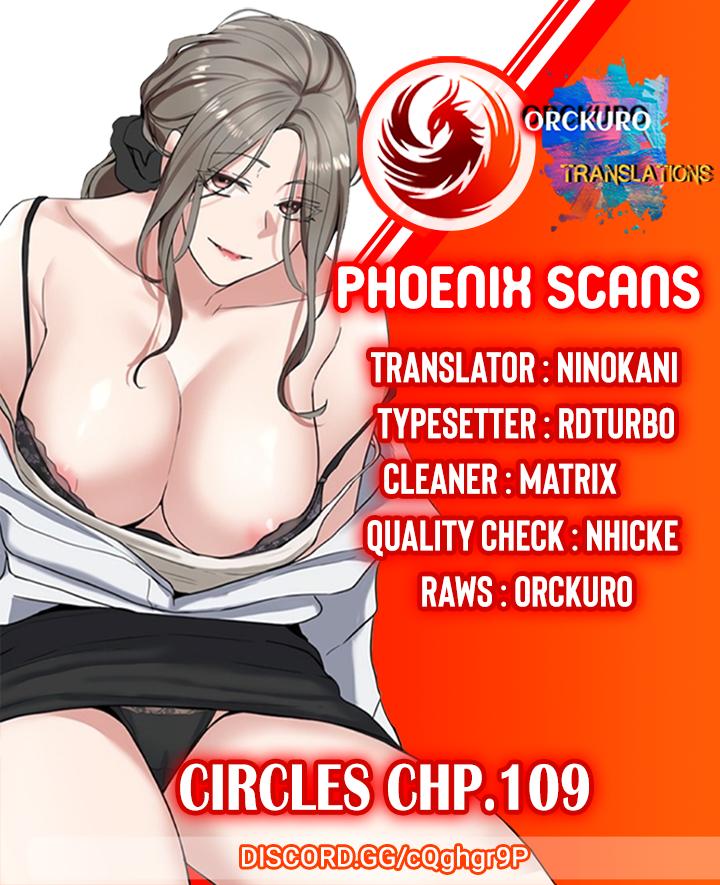 ORCKURO
TRANSLATIONS
PHOENIX SCANS
TRANSLATOR : NINOKANI
TYPESETTER : RDTURBO
CLEANER : MATRIX
QUALITY CHECK : NHICKE
RAWS : ORCKURO
CIRCLES CHP.109
DISCORD.GG/cQghgr9P